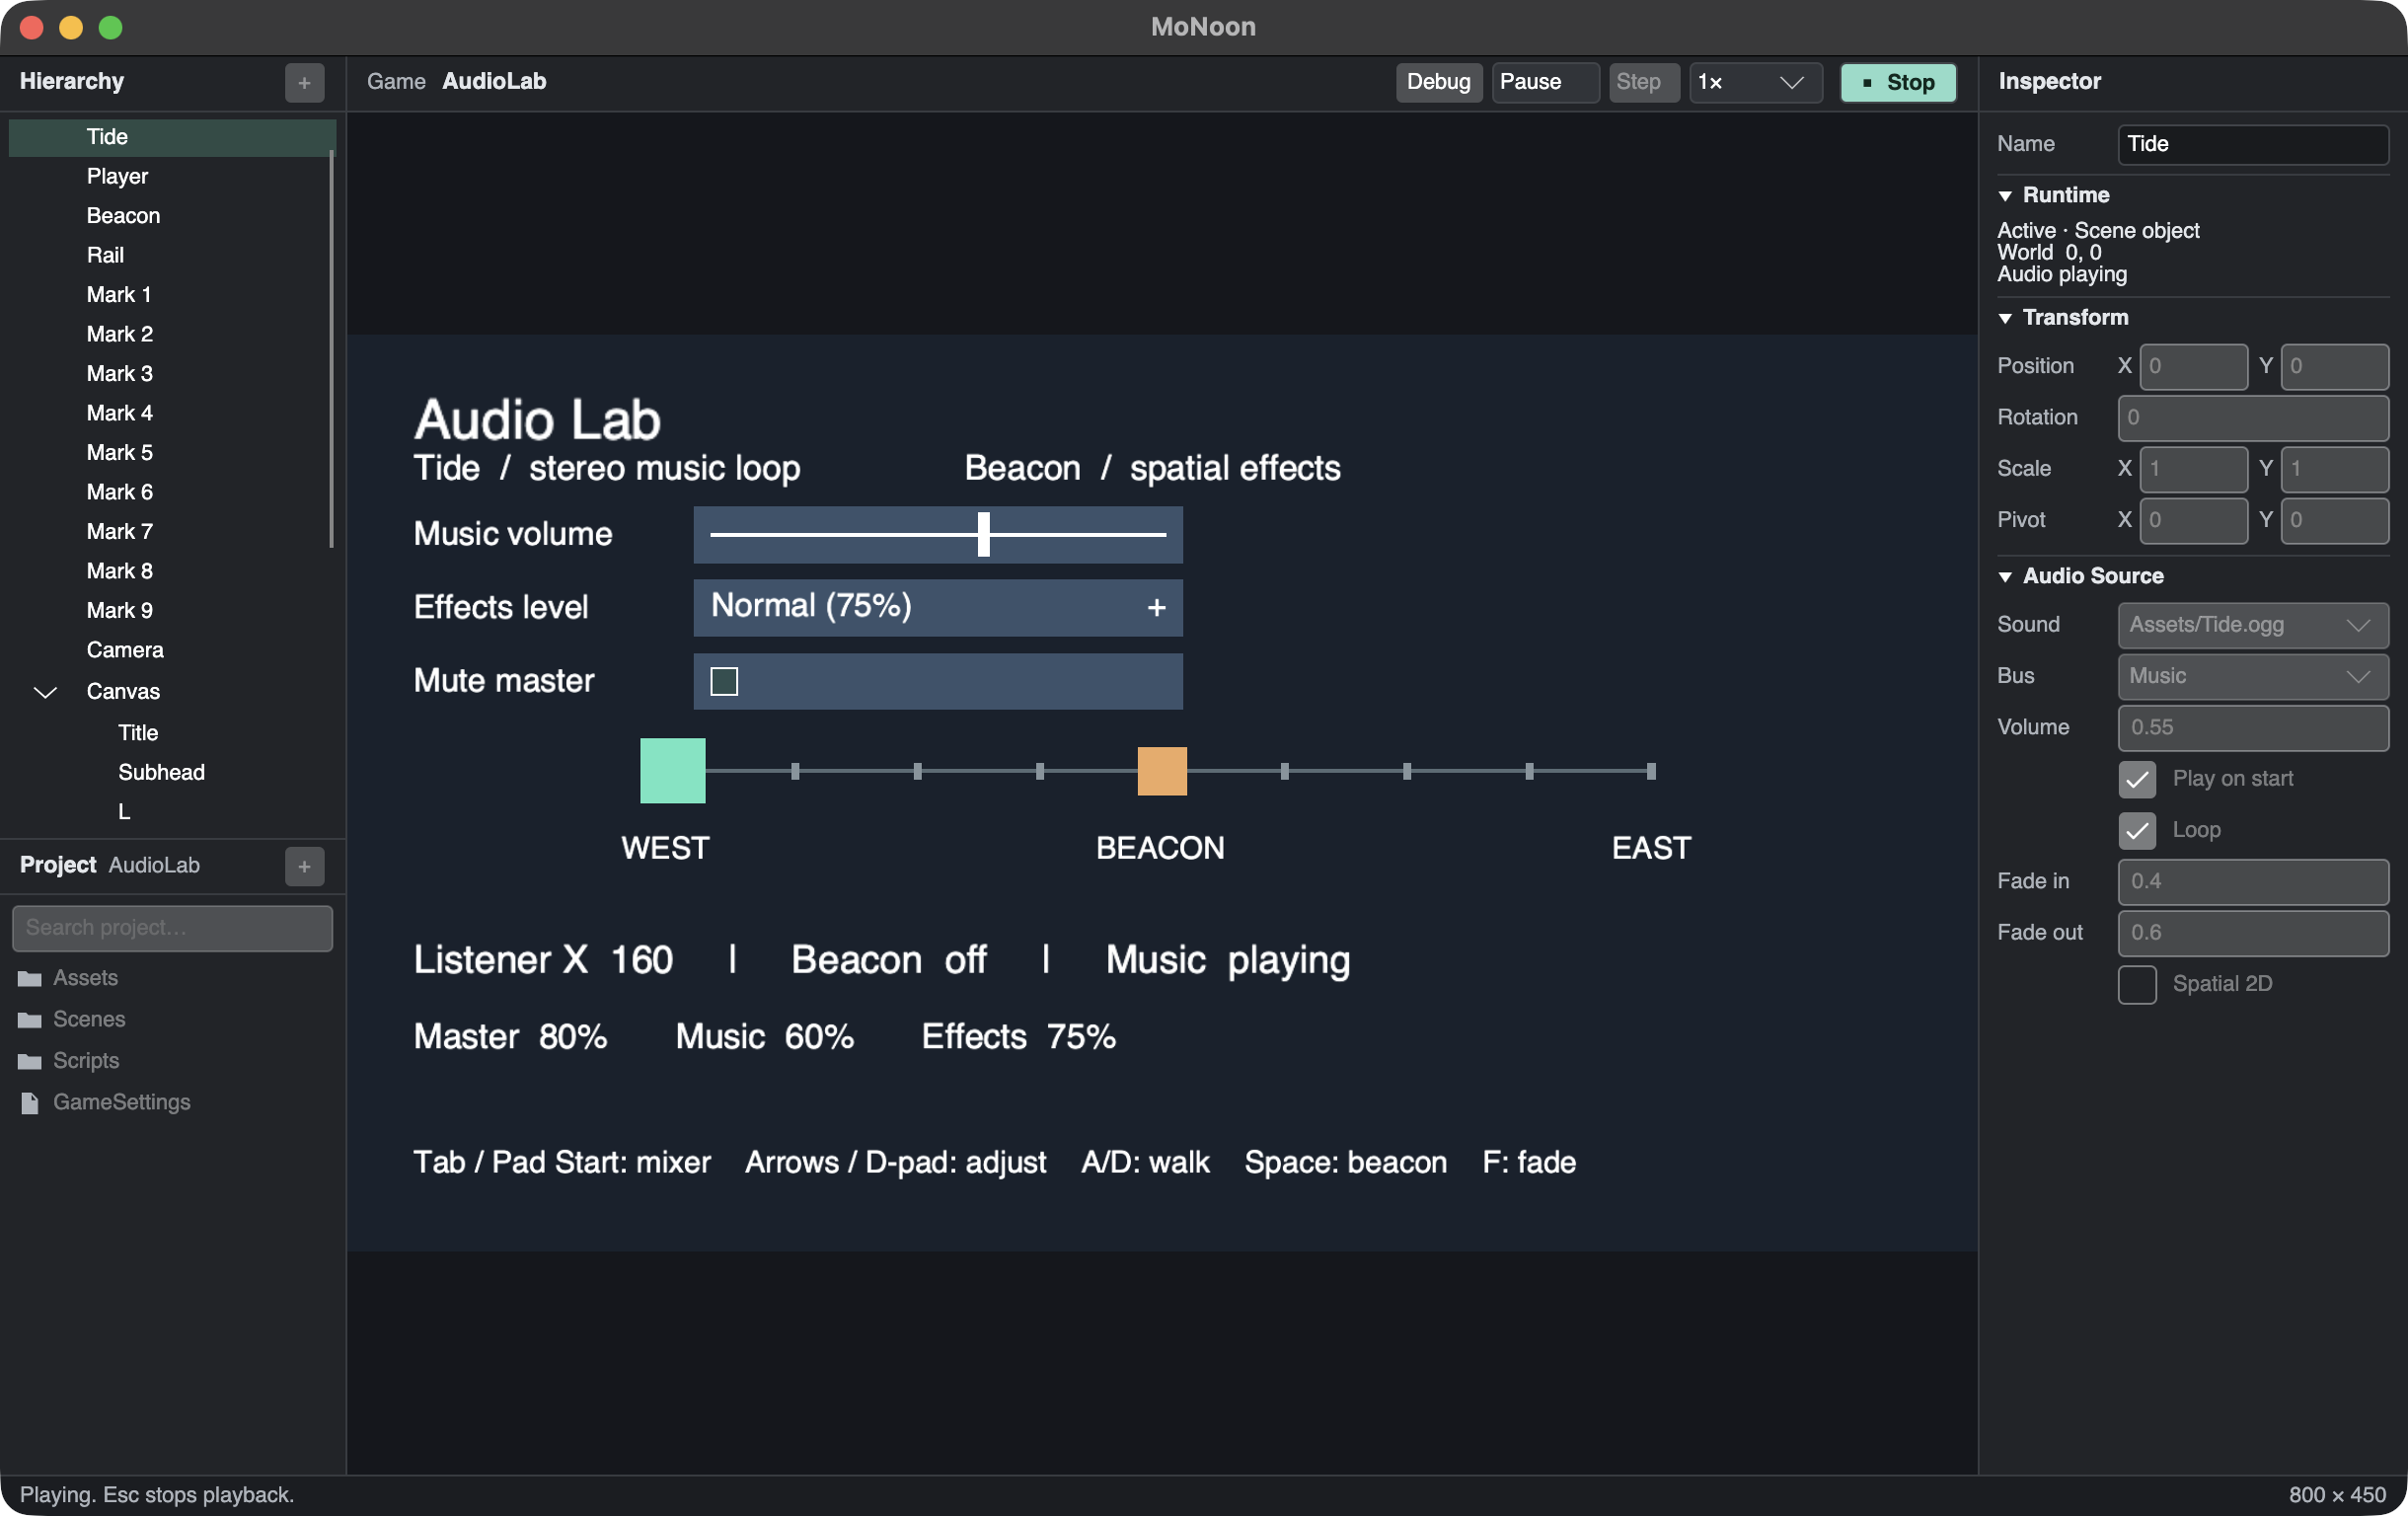 MoNoon
Hierarchy +
Tide
Player
Beacon
Rail
Mark 1
Mark 2
Mark 3
Mark 4
Mark 5
Mark 6
Mark 7
Mark 8
Mark 9
Camera
Canvas
Title
Subhead
L
Project AudioLab +
Search project...
Assets
Scenes
Scripts
GameSettings
Game AudioLab Debug Pause Step 1× Stop
Audio Lab
Tide / stereo music loop Beacon / spatial effects
Music volume
Effects level Normal (75%) +
Mute master
WEST BEACON EAST
Listener X 160 | Beacon off | Music playing
Master 80% Music 60% Effects 75%
Tab / Pad Start: mixer Arrows / D-pad: adjust A/D: walk Space: beacon F: fade
Inspector
Name Tide
Runtime
Active · Scene object
World 0, 0
Audio playing
Transform
Position X 0 Y 0
Rotation 0
Scale X 1 Y 1
Pivot X 0 Y 0
Audio Source
Sound Assets/Tide.ogg
Bus Music
Volume 0.55
Play on start
Loop
Fade in 0.4
Fade out 0.6
Spatial 2D
Playing. Esc stops playback. 800 × 450